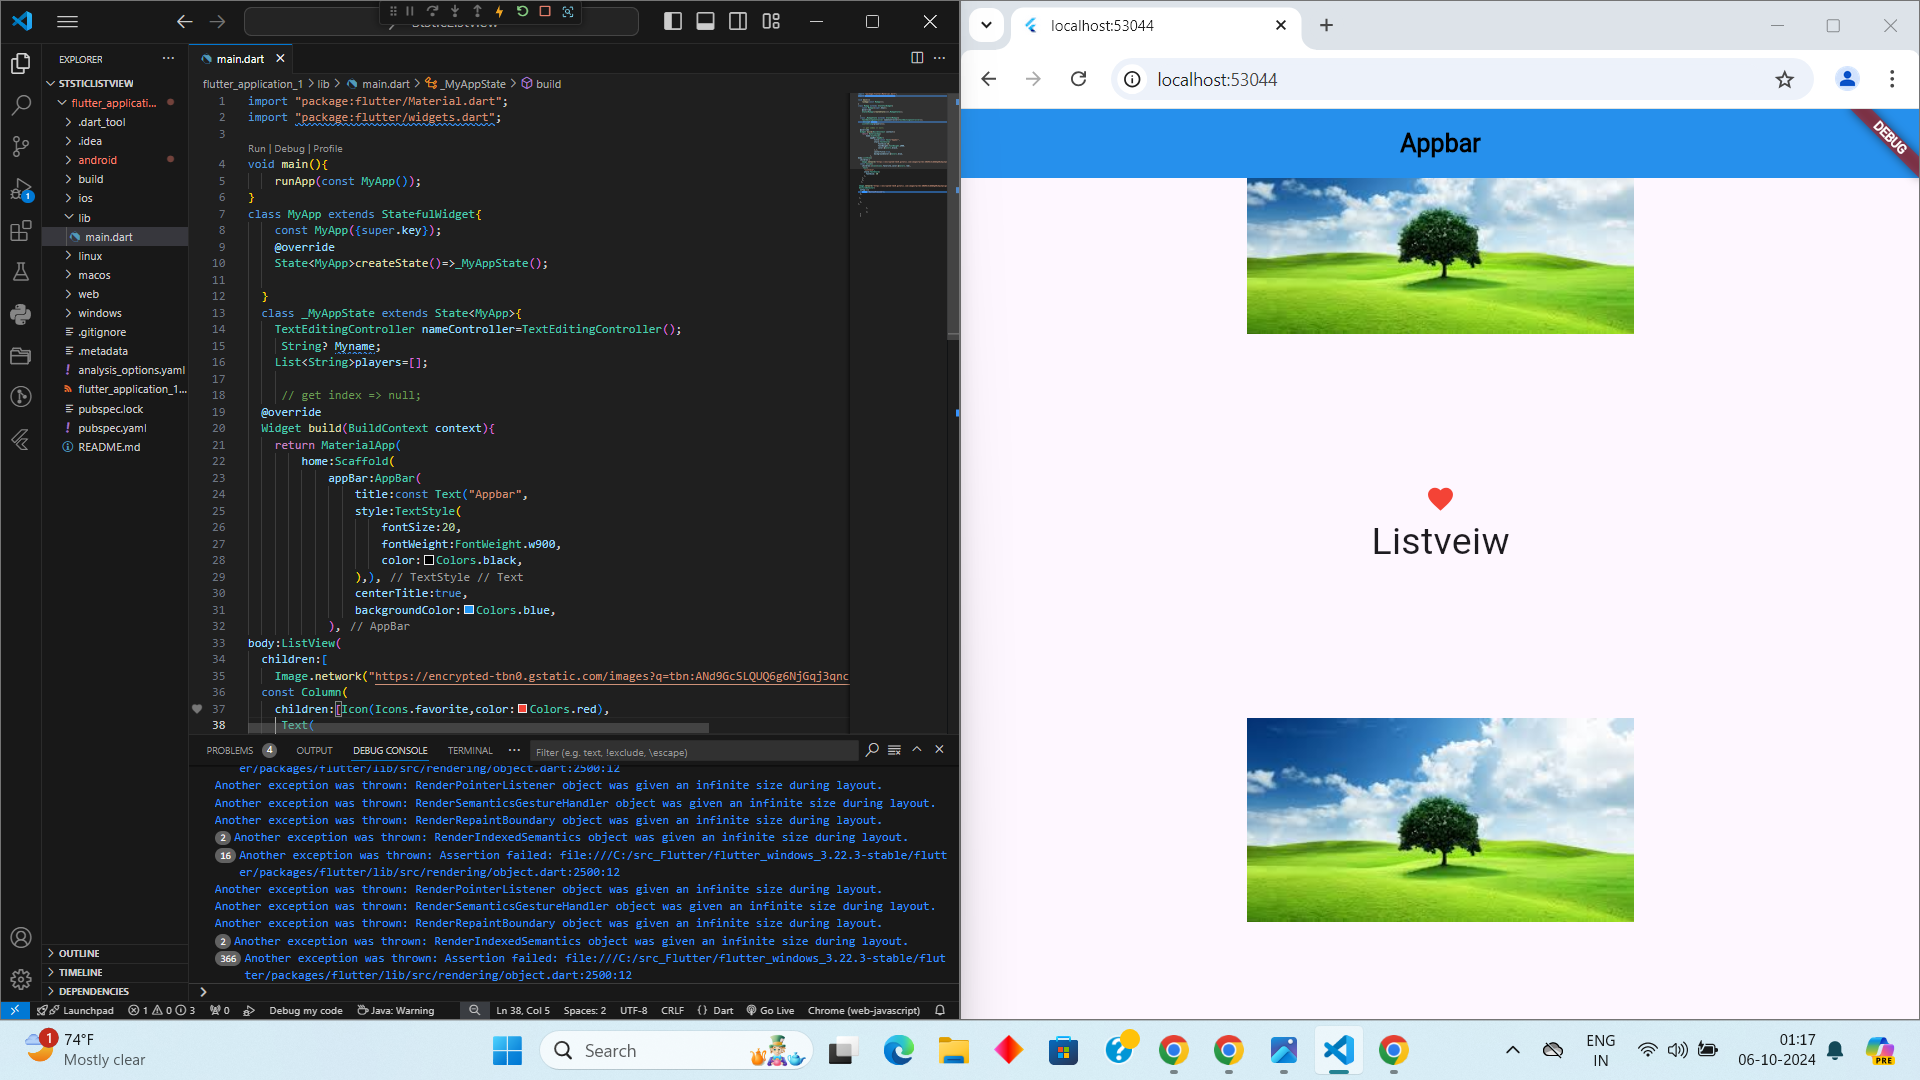 localhost:53044
localhost:53044
EXPLORER
main.dart
STSTICLISTVIEW
flutter_applicati...
.dart_tool
.idea
android
build
ios
lib
main.dart
linux
macos
web
windows
.gitignore
.metadata
analysis_options.yaml
flutter_application_1...
pubspec.lock
pubspec.yaml
README.md
OUTLINE
TIMELINE
DEPENDENCIES
flutter_application_1 > lib > main.dart > _MyAppState > build
1 import "package:flutter/Material.dart";
2 import "package:flutter/widgets.dart";
3
Run | Debug | Profile
4 void main(){
5 runApp(const MyApp());
6 }
7 class MyApp extends StatefulWidget{
8 const MyApp({super.key});
9 @override
10 State<MyApp>createState()=>_MyAppState();
11
12 }
13 class _MyAppState extends State<MyApp>{
14 TextEditingController nameController=TextEditingController();
15 String? Myname;
16 List<String>players=[];
17
18 // get index => null;
19 @override
20 Widget build(BuildContext context){
21 return MaterialApp(
22 home:Scaffold(
23 appBar:AppBar(
24 title:const Text("Appbar",
25 style:TextStyle(
26 fontSize:20,
27 fontWeight:FontWeight.w900,
28 color:Colors.black,
29 ),), // TextStyle // Text
30 centerTitle:true,
31 backgroundColor:Colors.blue,
32 ), // AppBar
33 body:ListView(
34 children:[
35 Image.network("https://encrypted-tbn0.gstatic.com/images?q=tbn:ANd9GcSLQUQ6g6NjGqj3qnc
36 const Column(
37 children:[Icon(Icons.favorite,color:Colors.red),
38 Text(
PROBLEMS 4 OUTPUT DEBUG CONSOLE TERMINAL ... Filter (e.g. text, !exclude, \escape)
er/packages/flutter/lib/src/rendering/object.dart:2500:12
Another exception was thrown: RenderPointerListener object was given an infinite size during layout.
Another exception was thrown: RenderSemanticsGestureHandler object was given an infinite size during layout.
Another exception was thrown: RenderRepaintBoundary object was given an infinite size during layout.
2 Another exception was thrown: RenderIndexedSemantics object was given an infinite size during layout.
16 Another exception was thrown: Assertion failed: file:///C:/src_Flutter/flutter_windows_3.22.3-stable/flutt
er/packages/flutter/lib/src/rendering/object.dart:2500:12
Another exception was thrown: RenderPointerListener object was given an infinite size during layout.
Another exception was thrown: RenderSemanticsGestureHandler object was given an infinite size during layout.
Another exception was thrown: RenderRepaintBoundary object was given an infinite size during layout.
2 Another exception was thrown: RenderIndexedSemantics object was given an infinite size during layout.
366 Another exception was thrown: Assertion failed: file:///C:/src_Flutter/flutter_windows_3.22.3-stable/flut
ter/packages/flutter/lib/src/rendering/object.dart:2500:12
Launchpad 1 0 3 0 Debug my code Java: Warning Ln 38, Col 5 Spaces: 2 UTF-8 CRLF {} Dart Go Live Chrome (web-javascript)
1
Appbar
DEBUG
Listveiw
1
74°F
Mostly clear
Search
PRE
ENG
IN
01:17
06-10-2024